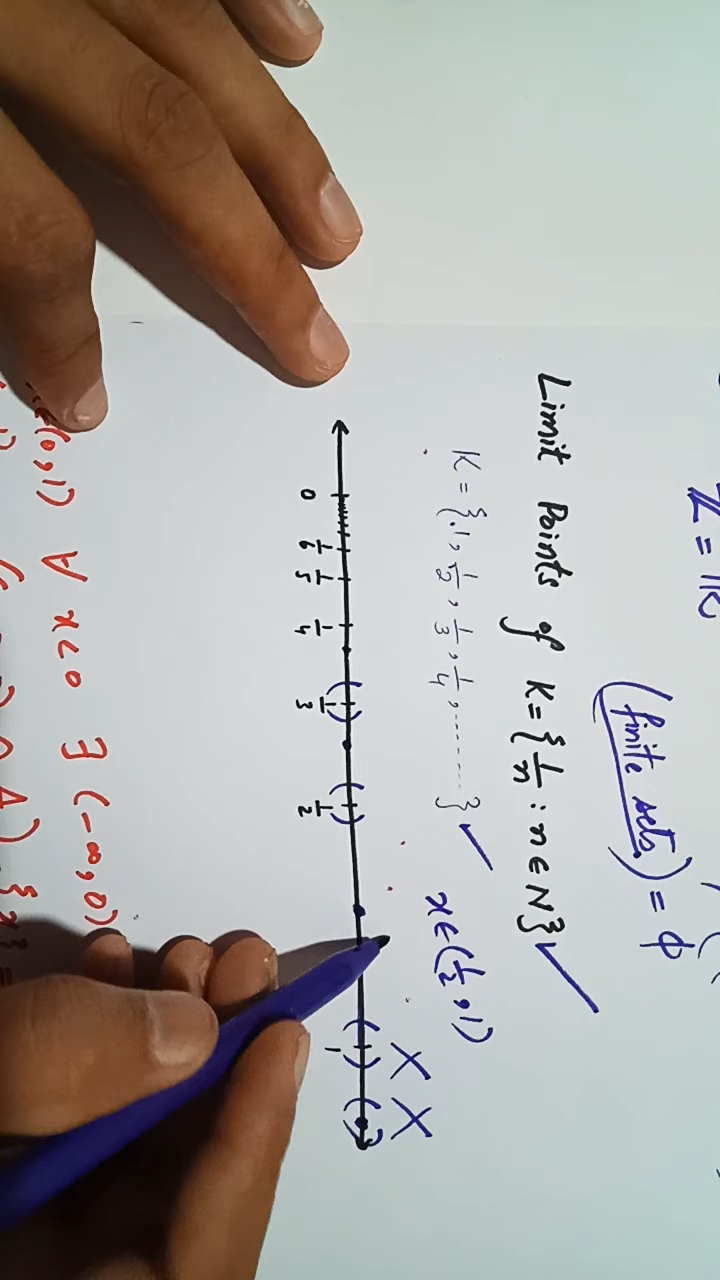 Z = IR
(finite sets) = ϕ
Limit Points of K = {1/n : n ∈ N} ✓
K = {1, 1/2, 1/3, 1/4, ------- } ✓ x ∈ (1/2, 1)
X X
0 1/6 1/5 1/4 1/3 1/2 1
(0, 1) ∀ x < 0 ∃ (-∞, 0)